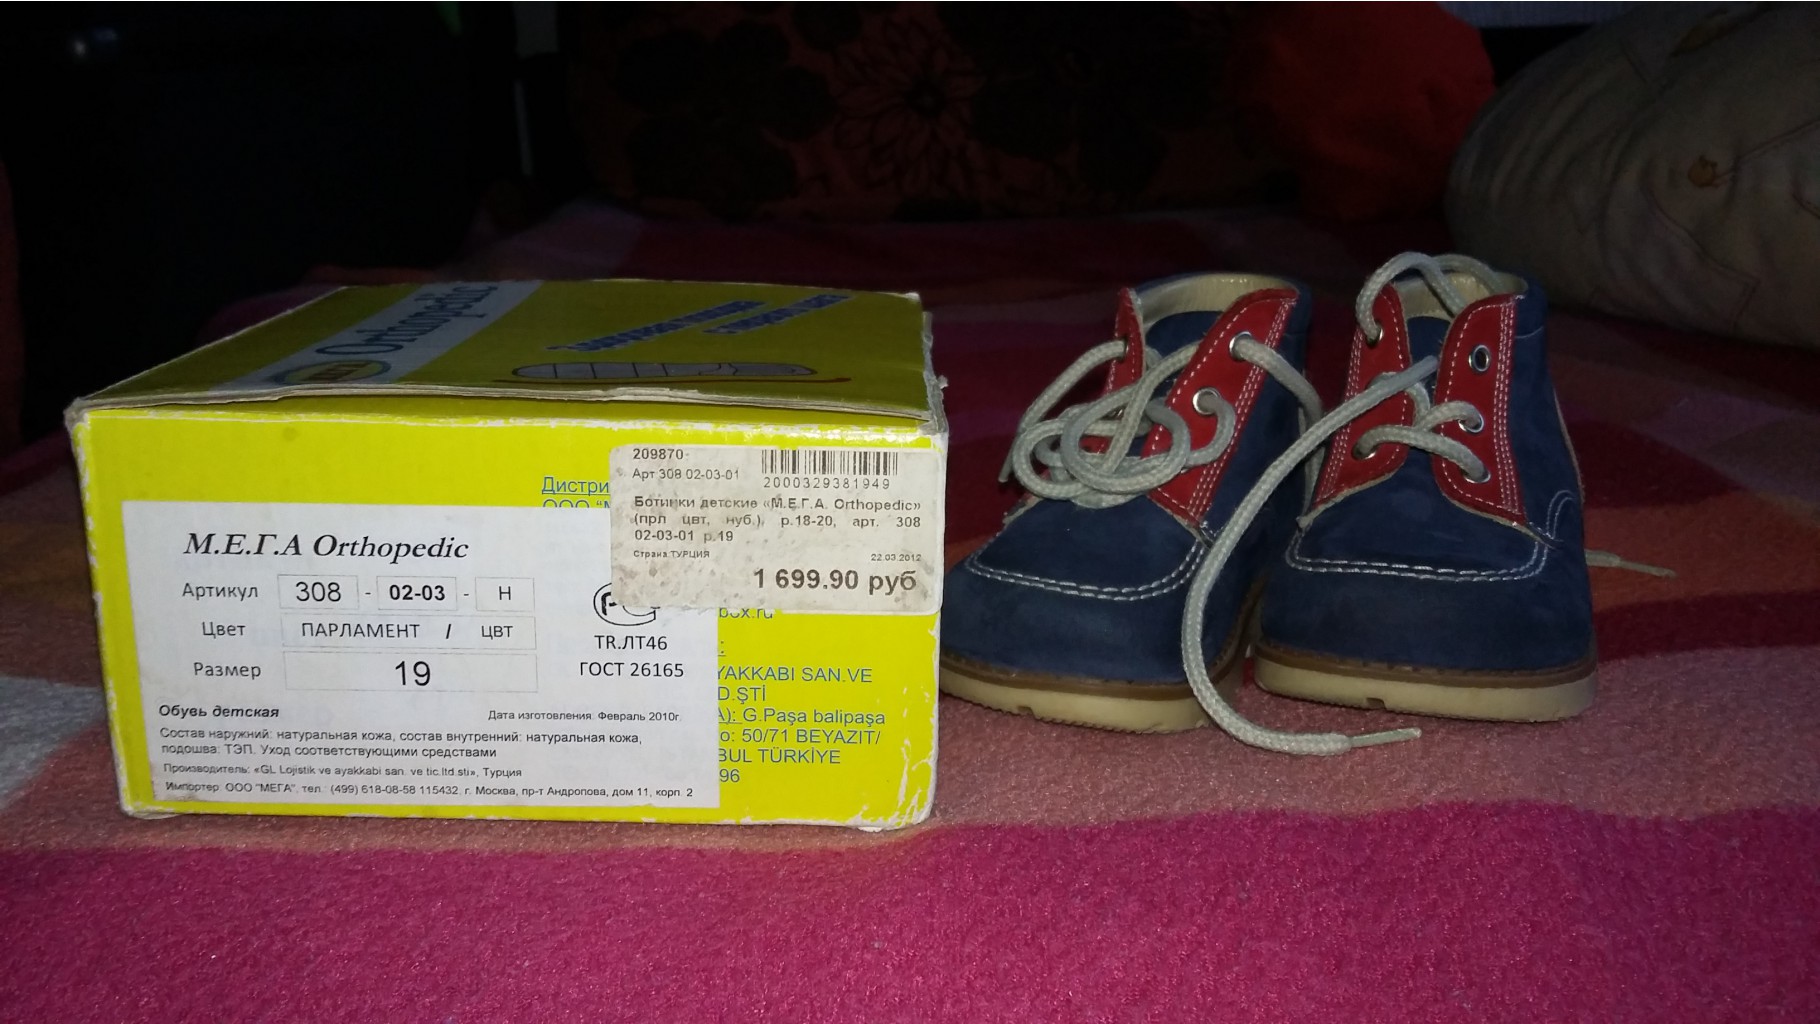 Orthopedic
Дистри
209870
Арт 308 02-03-01
2000329381949
Ботинки детские «М.Е.Г.А. Orthopedic»
(прл цвт, нуб.), р.18-20, арт. 308
02-03-01 р.19
Страна:ТУРЦИЯ
22.03.2012
1 699.90 руб
М.Е.Г.А Orthopedic
Артикул 308 - 02-03 - Н
Цвет ПАРЛАМЕНТ / ЦВТ
Размер 19
TR.ЛТ46
ГОСТ 26165
Обувь детская
Дата изготовления: Февраль 2010г.
Состав наружний: натуральная кожа, состав внутренний: натуральная кожа,
подошва: ТЭП. Уход соответствующими средствами
Производитель: «GL Lojistik ve ayakkabi san. ve tic.ltd.sti», Турция
Импортер: ООО "МЕГА", тел.: (499) 618-08-58 115432. г. Москва, пр-т Андропова, дом 11, корп. 2
box.ru
YAKKABI SAN.VE
D.ŞTİ
A): G.Paşa balipaşa
o: 50/71 BEYAZIT/
BUL TÜRKİYE
96